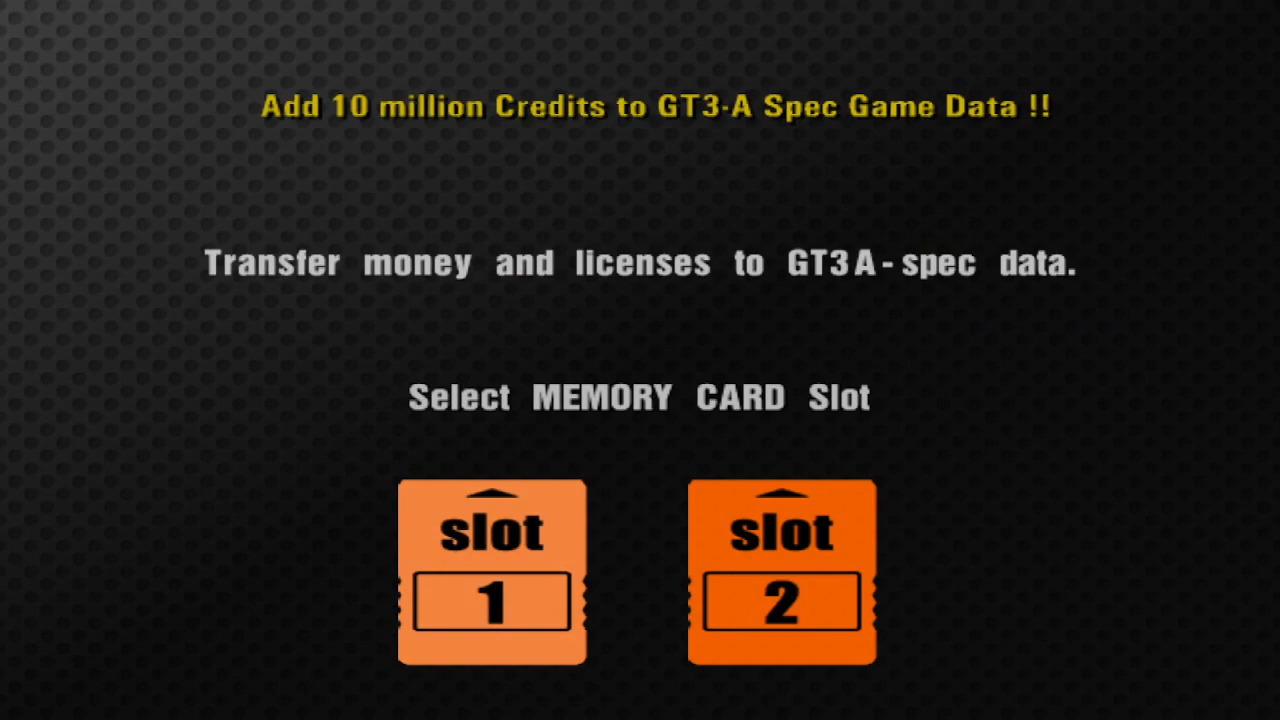 Add 10 million Credits to GT3-A Spec Game Data !!
Transfer money and licenses to GT3 A - spec data.
Select MEMORY CARD Slot
slot slot
1 2